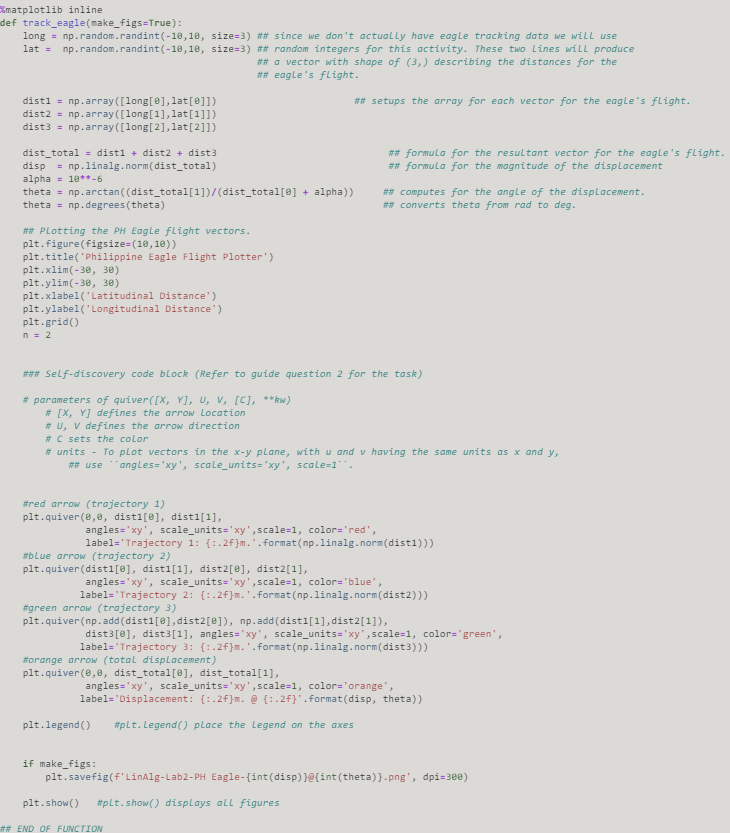 %matplotlib inline
def track_eagle(make_figs=True):
    long = np.random.randint(-10,10, size=3) ## since we don't actually have eagle tracking data we will use
    lat =  np.random.randint(-10,10, size=3) ## random integers for this activity. These two lines will produce
                                             ## a vector with shape of (3,) describing the distances for the
                                             ## eagle's flight.
    dist1 = np.array([long[0],lat[0]])                         ## setups the array for each vector for the eagle's flight.
    dist2 = np.array([long[1],lat[1]])
    dist3 = np.array([long[2],lat[2]])
    dist_total = dist1 + dist2 + dist3                               ## formula for the resultant vector for the eagle's flight.
    disp  = np.linalg.norm(dist_total)                               ## formula for the magnitude of the displacement
    alpha = 10**-6
    theta = np.arctan((dist_total[1])/(dist_total[0] + alpha))     ## computes for the angle of the displacement.
    theta = np.degrees(theta)                                       ## converts theta from rad to deg.
    ## Plotting the PH Eagle flight vectors.
    plt.figure(figsize=(10,10))
    plt.title('Philippine Eagle Flight Plotter')
    plt.xlim(-30, 30)
    plt.ylim(-30, 30)
    plt.xlabel('Latitudinal Distance')
    plt.ylabel('Longitudinal Distance')
    plt.grid()
    n = 2
    ### Self-discovery code block (Refer to guide question 2 for the task)
    # parameters of quiver([X, Y], U, V, [C], **kw)
        # [X, Y] defines the arrow location
        # U, V defines the arrow direction
        # C sets the color
        # units - To plot vectors in the x-y plane, with u and v having the same units as x and y,
            ## use ``angles='xy', scale_units='xy', scale=1``.
    #red arrow (trajectory 1)
    plt.quiver(0,0, dist1[0], dist1[1],
               angles='xy', scale_units='xy',scale=1, color='red',
               label='Trajectory 1: {:.2f}m.'.format(np.linalg.norm(dist1)))
    #blue arrow (trajectory 2)
    plt.quiver(dist1[0], dist1[1], dist2[0], dist2[1],
               angles='xy', scale_units='xy',scale=1, color='blue',
              label='Trajectory 2: {:.2f}m.'.format(np.linalg.norm(dist2)))
    #green arrow (trajectory 3)
    plt.quiver(np.add(dist1[0],dist2[0]), np.add(dist1[1],dist2[1]),
               dist3[0], dist3[1], angles='xy', scale_units='xy',scale=1, color='green',
              label='Trajectory 3: {:.2f}m.'.format(np.linalg.norm(dist3)))
    #orange arrow (total displacement)
    plt.quiver(0,0, dist_total[0], dist_total[1],
               angles='xy', scale_units='xy',scale=1, color='orange',
              label='Displacement: {:.2f}m. @ {:.2f}'.format(disp, theta))
    plt.legend()    #plt.legend() place the legend on the axes
    if make_figs:
        plt.savefig(f'LinAlg-Lab2-PH Eagle-{int(disp)}@{int(theta)}.png', dpi=300)
    plt.show()   #plt.show() displays all figures
## END OF FUNCTION